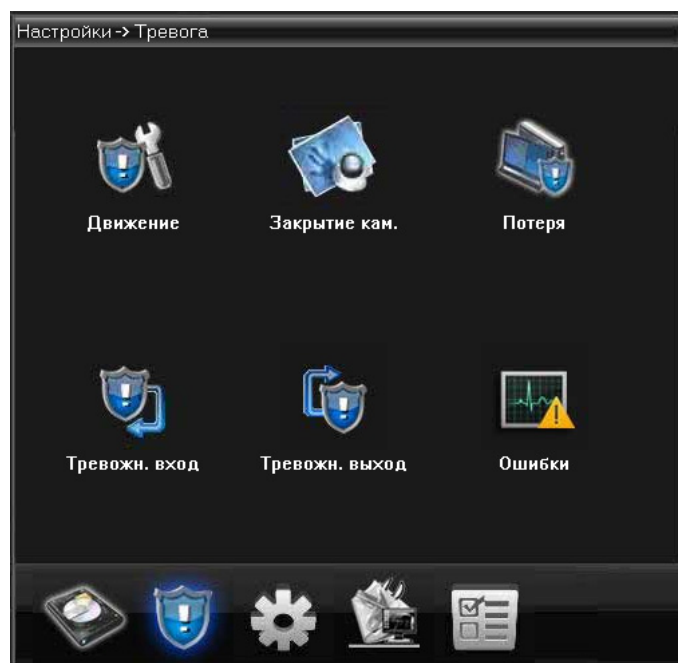 Настройки -> Тревога
Движение
Закрытие кам.
Потеря
Тревожн. вход
Тревожн. выход
Ошибки